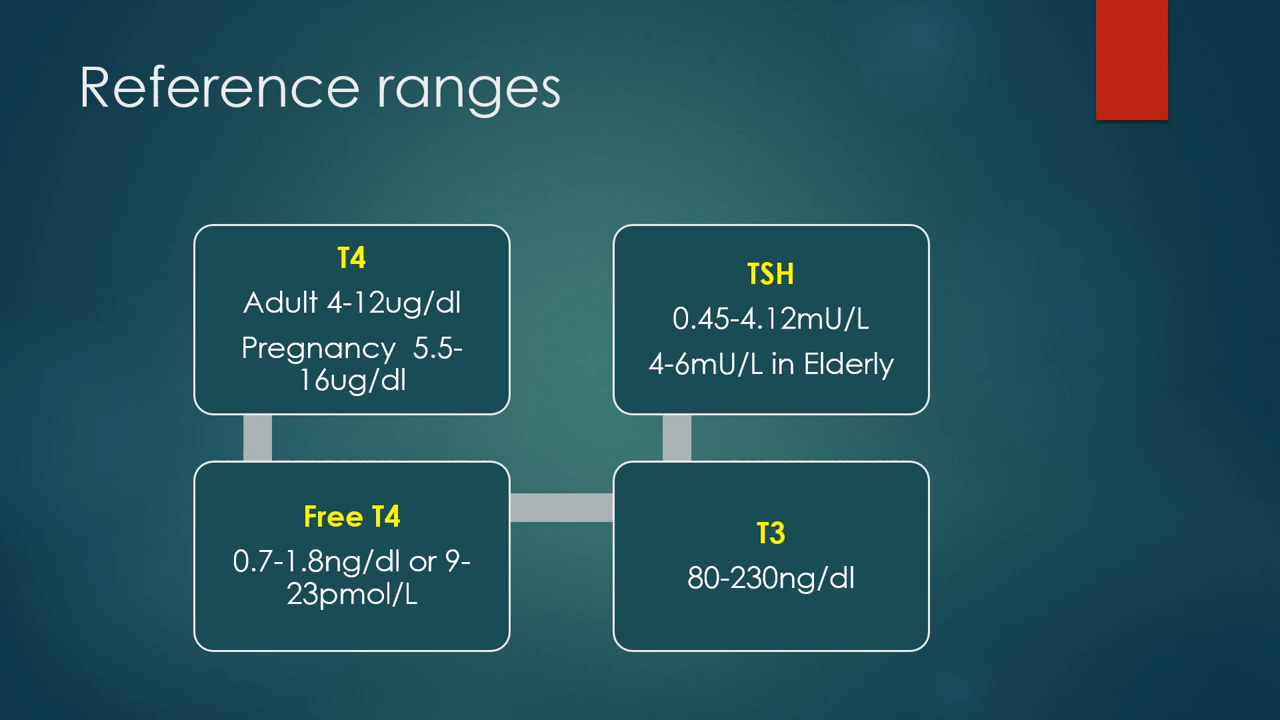 Reference ranges
T4
Adult 4-12ug/dl
Pregnancy  5.5-
16ug/dl
Free T4
0.7-1.8ng/dl or 9-
23pmol/L
T3
80-230ng/dl
TSH
0.45-4.12mU/L
4-6mU/L in Elderly